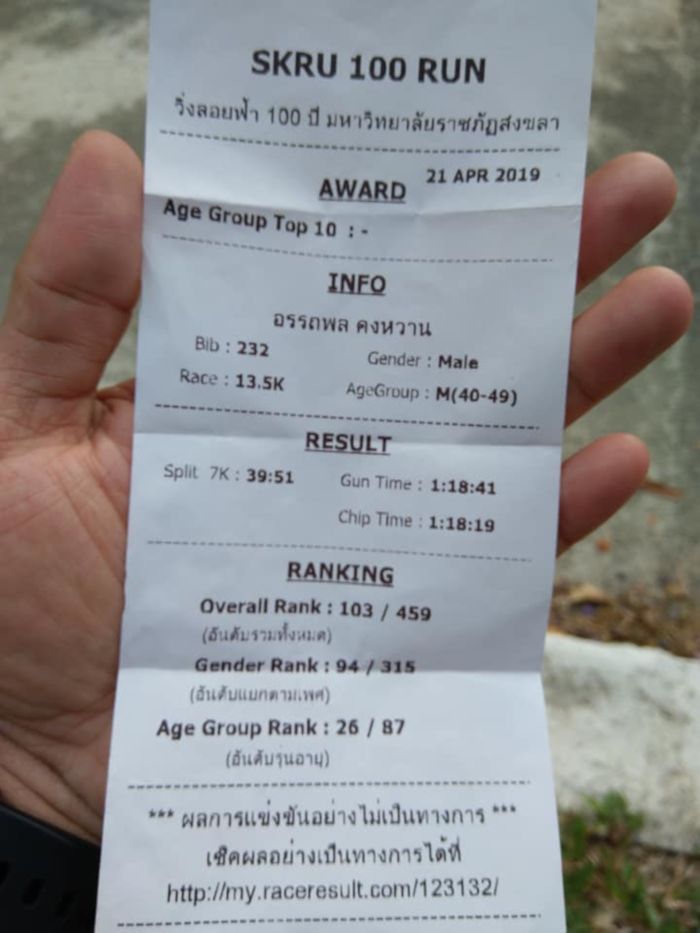 SKRU 100 RUN
วิ่งลอยฟ้า 100 ปี มหาวิทยาลัยราชภัฏสงขลา
21 APR 2019
AWARD
Age Group Top 10 : -
INFO
อรรถพล คงหวาน
Bib : 232 Gender : Male
Race : 13.5K AgeGroup : M(40-49)
RESULT
Split 7K : 39:51 Gun Time : 1:18:41
Chip Time : 1:18:19
RANKING
Overall Rank : 103 / 459
(อันดับรวมทั้งหมด)
Gender Rank : 94 / 315
(อันดับแยกตามเพศ)
Age Group Rank : 26 / 87
(อันดับรุ่นอายุ)
*** ผลการแข่งขันอย่างไม่เป็นทางการ ***
เช็คผลอย่างเป็นทางการได้ที่
http://my.raceresult.com/123132/